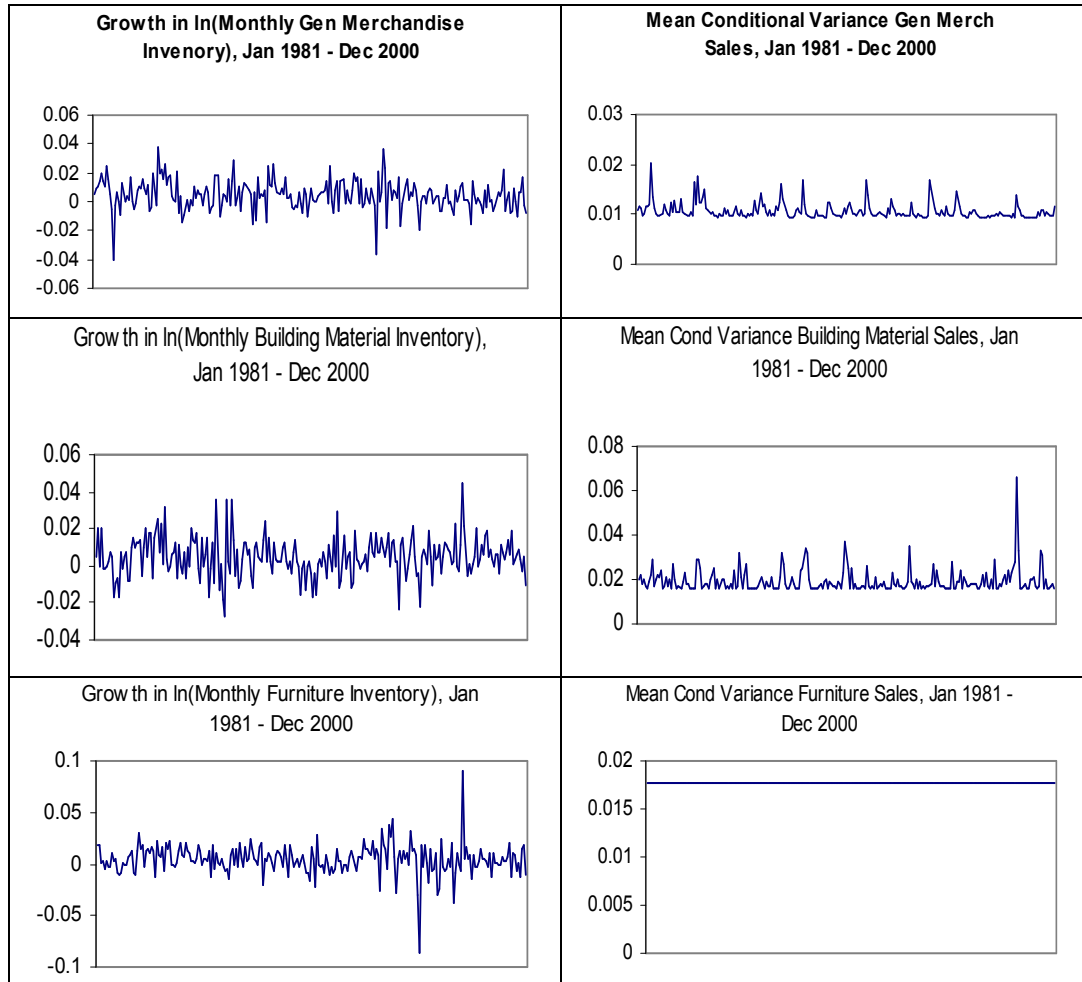 Growth in ln(Monthly Gen Merchandise
Invenory), Jan 1981 - Dec 2000
0.06
0.04
0.02
0
-0.02
-0.04
-0.06
Mean Conditional Variance Gen Merch
Sales, Jan 1981 - Dec 2000
0.03
0.02
0.01
0
Growth in ln(Monthly Building Material Inventory),
Jan 1981 - Dec 2000
0.06
0.04
0.02
0
-0.02
-0.04
Mean Cond Variance Building Material Sales, Jan
1981 - Dec 2000
0.08
0.06
0.04
0.02
0
Growth in ln(Monthly Furniture Inventory), Jan
1981 - Dec 2000
0.1
0.05
0
-0.05
-0.1
Mean Cond Variance Furniture Sales, Jan 1981 -
Dec 2000
0.02
0.015
0.01
0.005
0